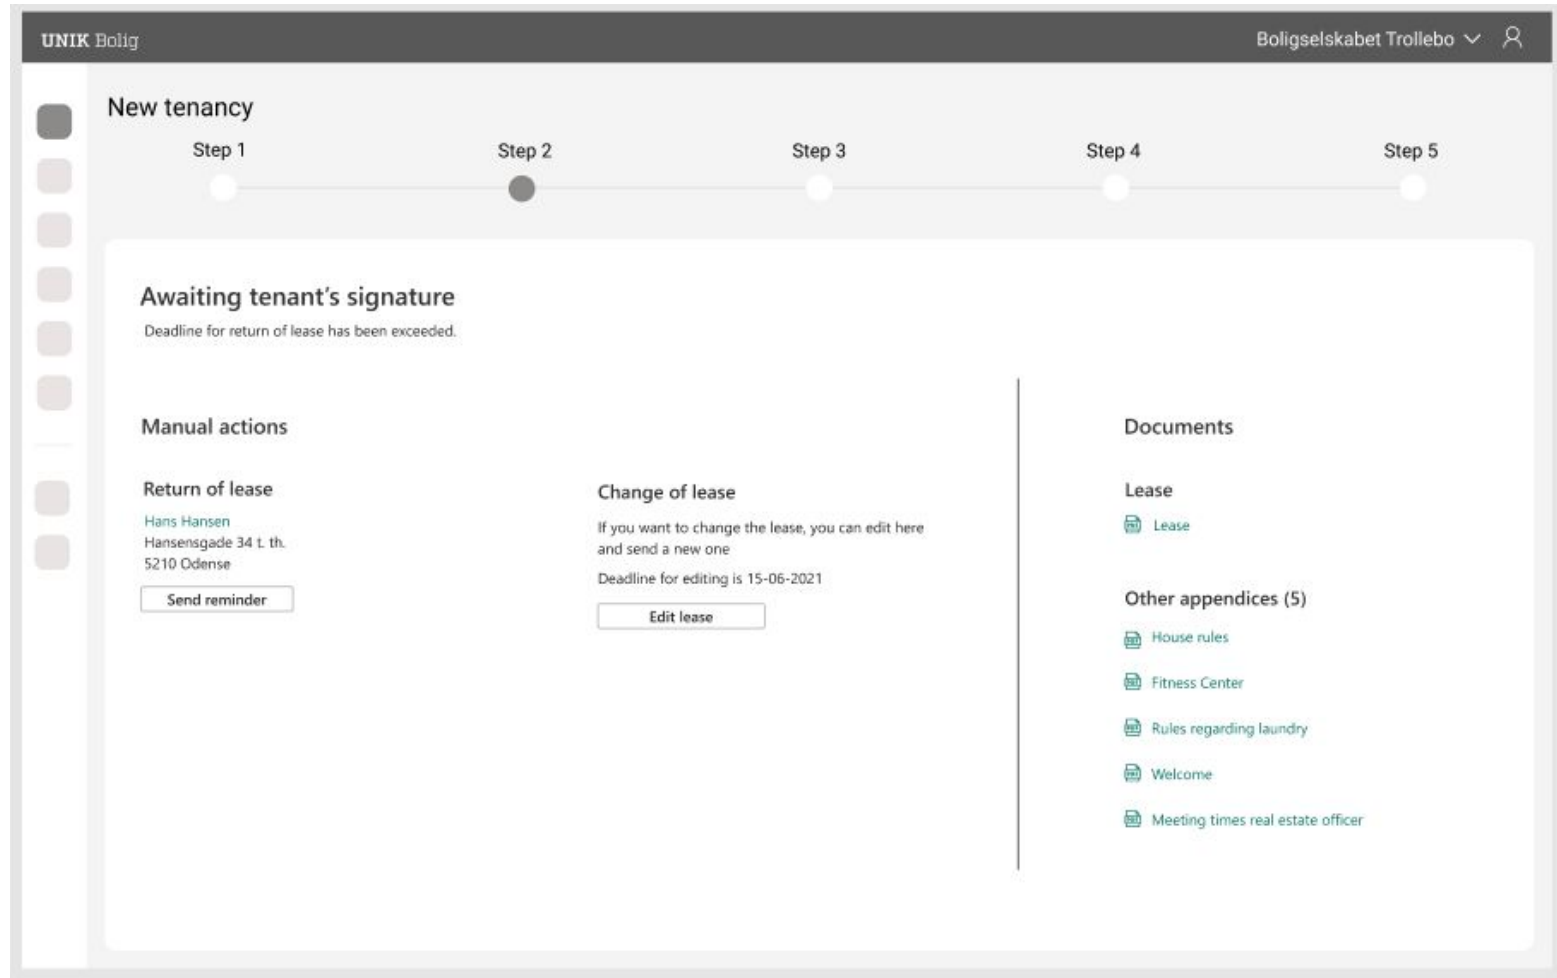 UNIK Bolig
Boligselskabet Trollebo
New tenancy
Step 1
Step 2
Step 3
Step 4
Step 5
Awaiting tenant's signature
Deadline for return of lease has been exceeded.
Manual actions
Return of lease
Hans Hansen
Hansensgade 34 t. th.
5210 Odense
Send reminder
Change of lease
If you want to change the lease, you can edit here
and send a new one
Deadline for editing is 15-06-2021
Edit lease
Documents
Lease
Lease
Other appendices (5)
House rules
Fitness Center
Rules regarding laundry
Welcome
Meeting times real estate officer